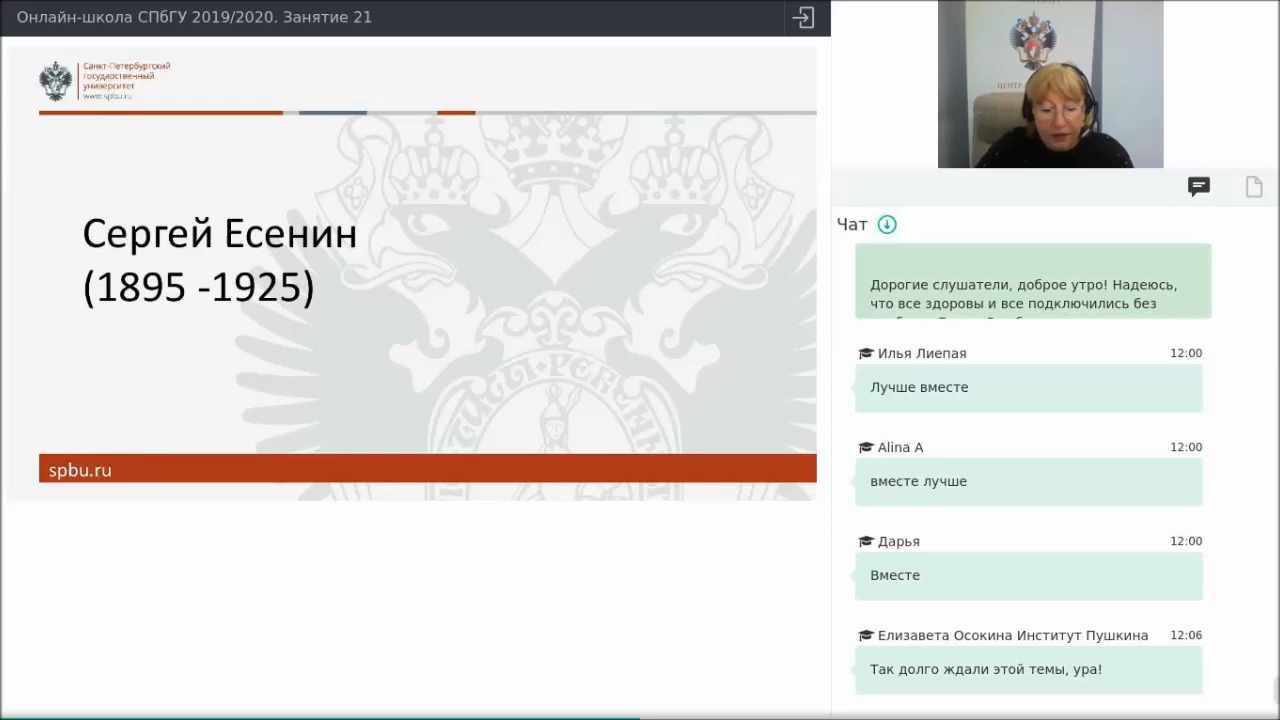 Онлайн-школа СПбГУ 2019/2020. Занятие 21
Санкт-Петербургский
государственный
университет
www.spbu.ru
Сергей Есенин
(1895 -1925)
spbu.ru
ЦЕНТР
Чат
Дорогие слушатели, доброе утро! Надеюсь,
что все здоровы и все подключились без
Илья Лиепая 12:00
Лучше вместе
Alina A 12:00
вместе лучше
Дарья 12:00
Вместе
Елизавета Осокина Институт Пушкина 12:06
Так долго ждали этой темы, ура!